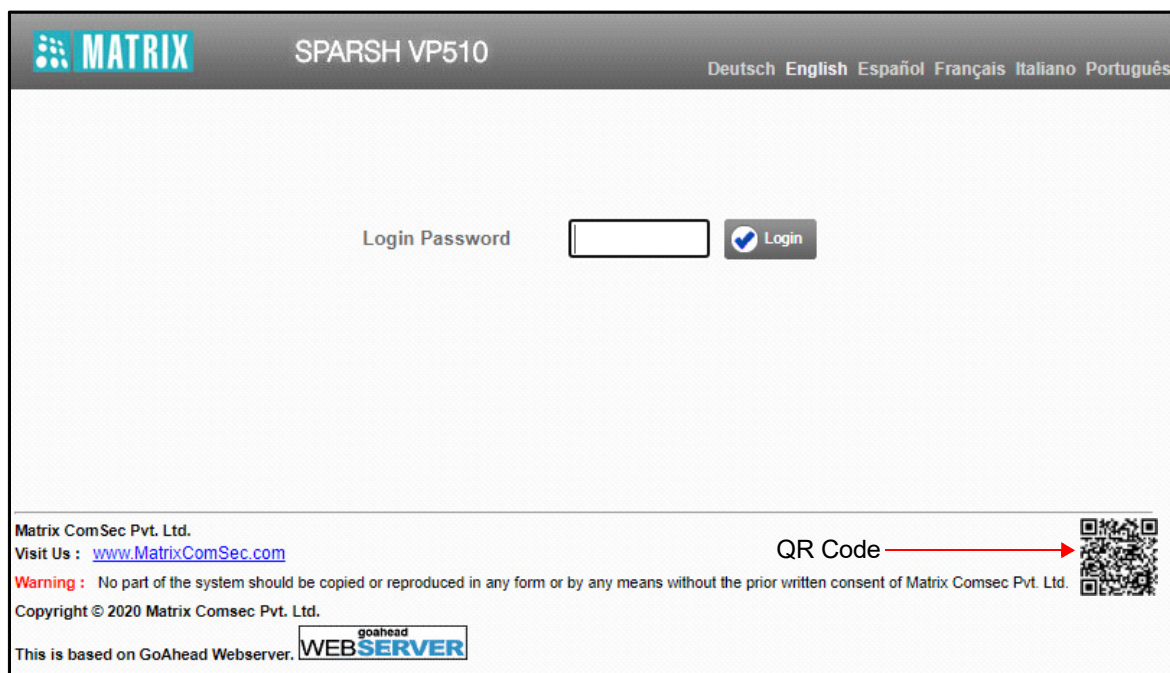 MATRIX
SPARSH VP510
Deutsch English Español Français Italiano Português
Login Password
Login
Matrix ComSec Pvt. Ltd.
Visit Us : www.MatrixComSec.com
QR Code
Warning : No part of the system should be copied or reproduced in any form or by any means without the prior written consent of Matrix Comsec Pvt. Ltd.
Copyright © 2020 Matrix Comsec Pvt. Ltd.
This is based on GoAhead Webserver.
goahead
WEBSERVER